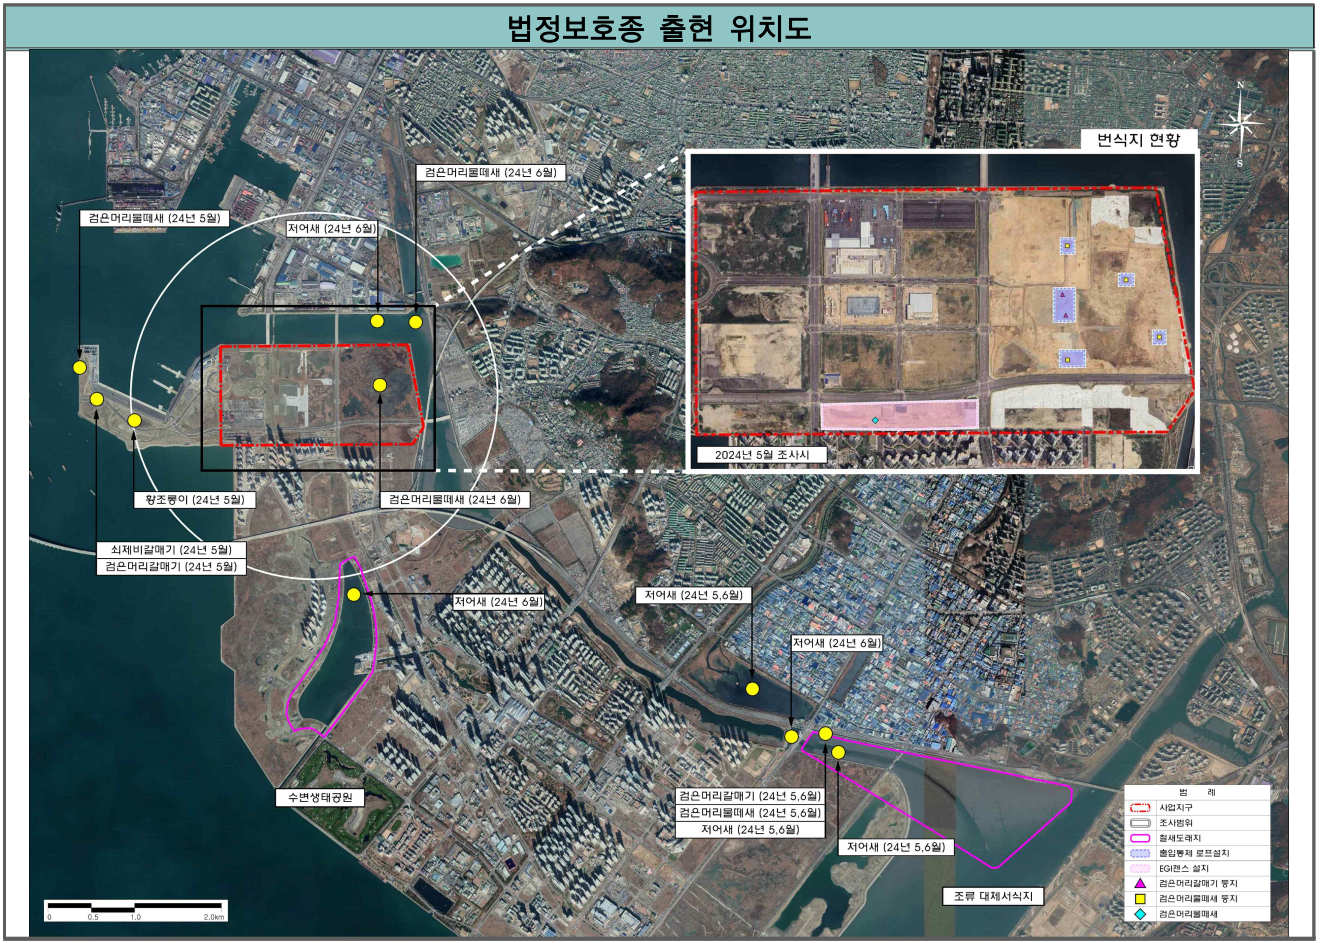 법정보호종 출현 위치도
N
S
번식지 현황
검은머리물떼새 (24년 6월)
검은머리물떼새 (24년 5월)
저어새 (24년 6월)
2024년 5월 조사시
황조롱이 (24년 5월)
검은머리물떼새 (24년 6월)
쇠제비갈매기 (24년 5월)
검은머리갈매기 (24년 5월)
저어새 (24년 6월)
저어새 (24년 5,6월)
저어새 (24년 6월)
수변생태공원
검은머리갈매기 (24년 5,6월)
검은머리물떼새 (24년 5,6월)
저어새 (24년 5,6월)
저어새 (24년 5,6월)
조류 대체서식지
범 례
사업지구
조사범위
철새도래지
출입통제 로프설치
EGI펜스 설치
검은머리갈매기 둥지
검은머리물떼새 둥지
검은머리물떼새
0 0.5 1.0 2.0km